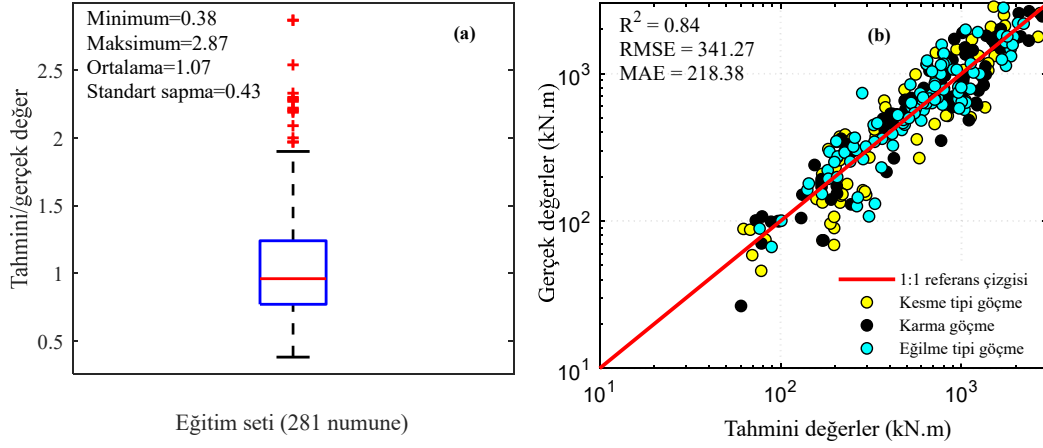 Minimum=0.38
Maksimum=2.87
Ortalama=1.07
Standart sapma=0.43
(a)
2.5
2
1.5
1
0.5
Tahmini/gerçek değer
Eğitim seti (281 numune)
R² = 0.84
RMSE = 341.27
MAE = 218.38
(b)
10³
10²
10¹
Gerçek değerler (kN.m)
1:1 referans çizgisi
Kesme tipi göçme
Karma göçme
Eğilme tipi göçme
10¹ 10² 10³
Tahmini değerler (kN.m)